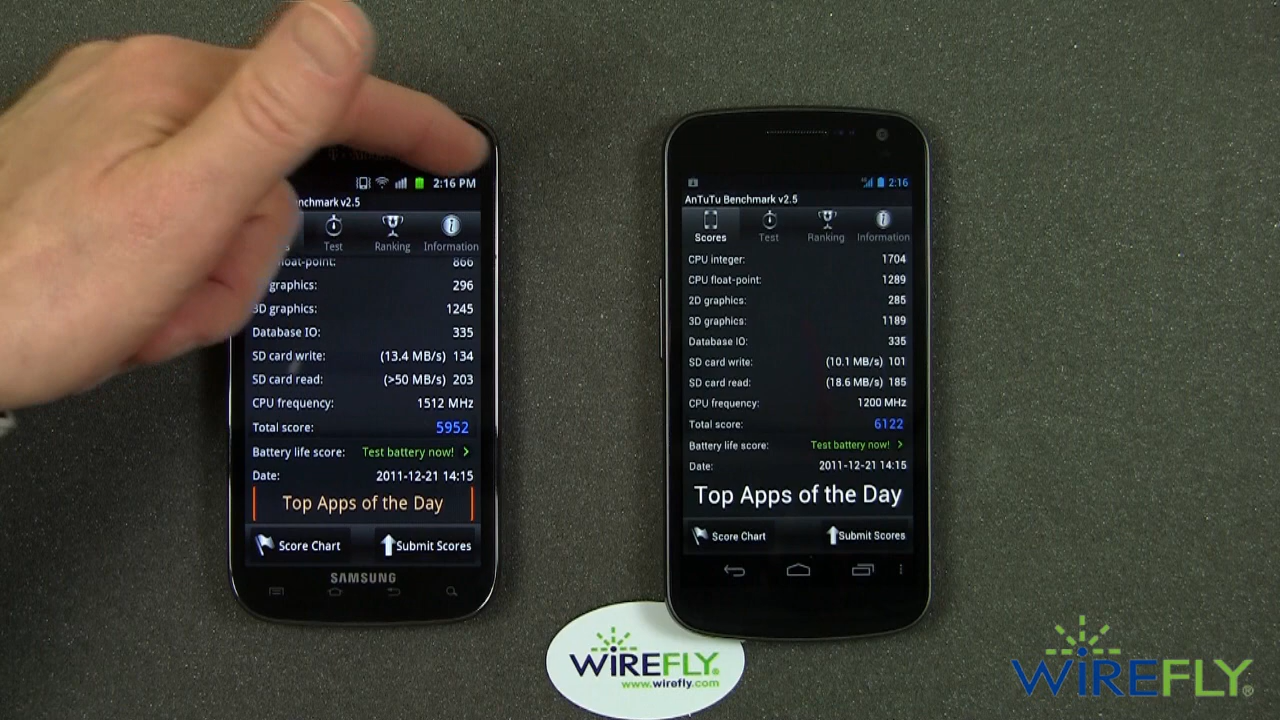 2:16 PM
nchmark v2.5
Test
Ranking
Information
866
graphics: 296
3D graphics: 1245
Database IO: 335
SD card write: (13.4 MB/s) 134
SD card read: (>50 MB/s) 203
CPU frequency: 1512 MHz
Total score: 5952
Battery life score: Test battery now! >
Date: 2011-12-21 14:15
Top Apps of the Day
Score Chart
Submit Scores
SAMSUNG
2:16
AnTuTu Benchmark v2.5
Scores
Test
Ranking
Information
CPU integer: 1704
CPU float-point: 1289
2D graphics: 285
3D graphics: 1189
Database IO: 335
SD card write: (10.1 MB/s) 101
SD card read: (18.6 MB/s) 185
CPU frequency: 1200 MHz
Total score: 6122
Battery life score: Test battery now! >
Date: 2011-12-21 14:15
Top Apps of the Day
Score Chart
Submit Scores
WIREFLY.
www.wirefly.com
WIREFLY®